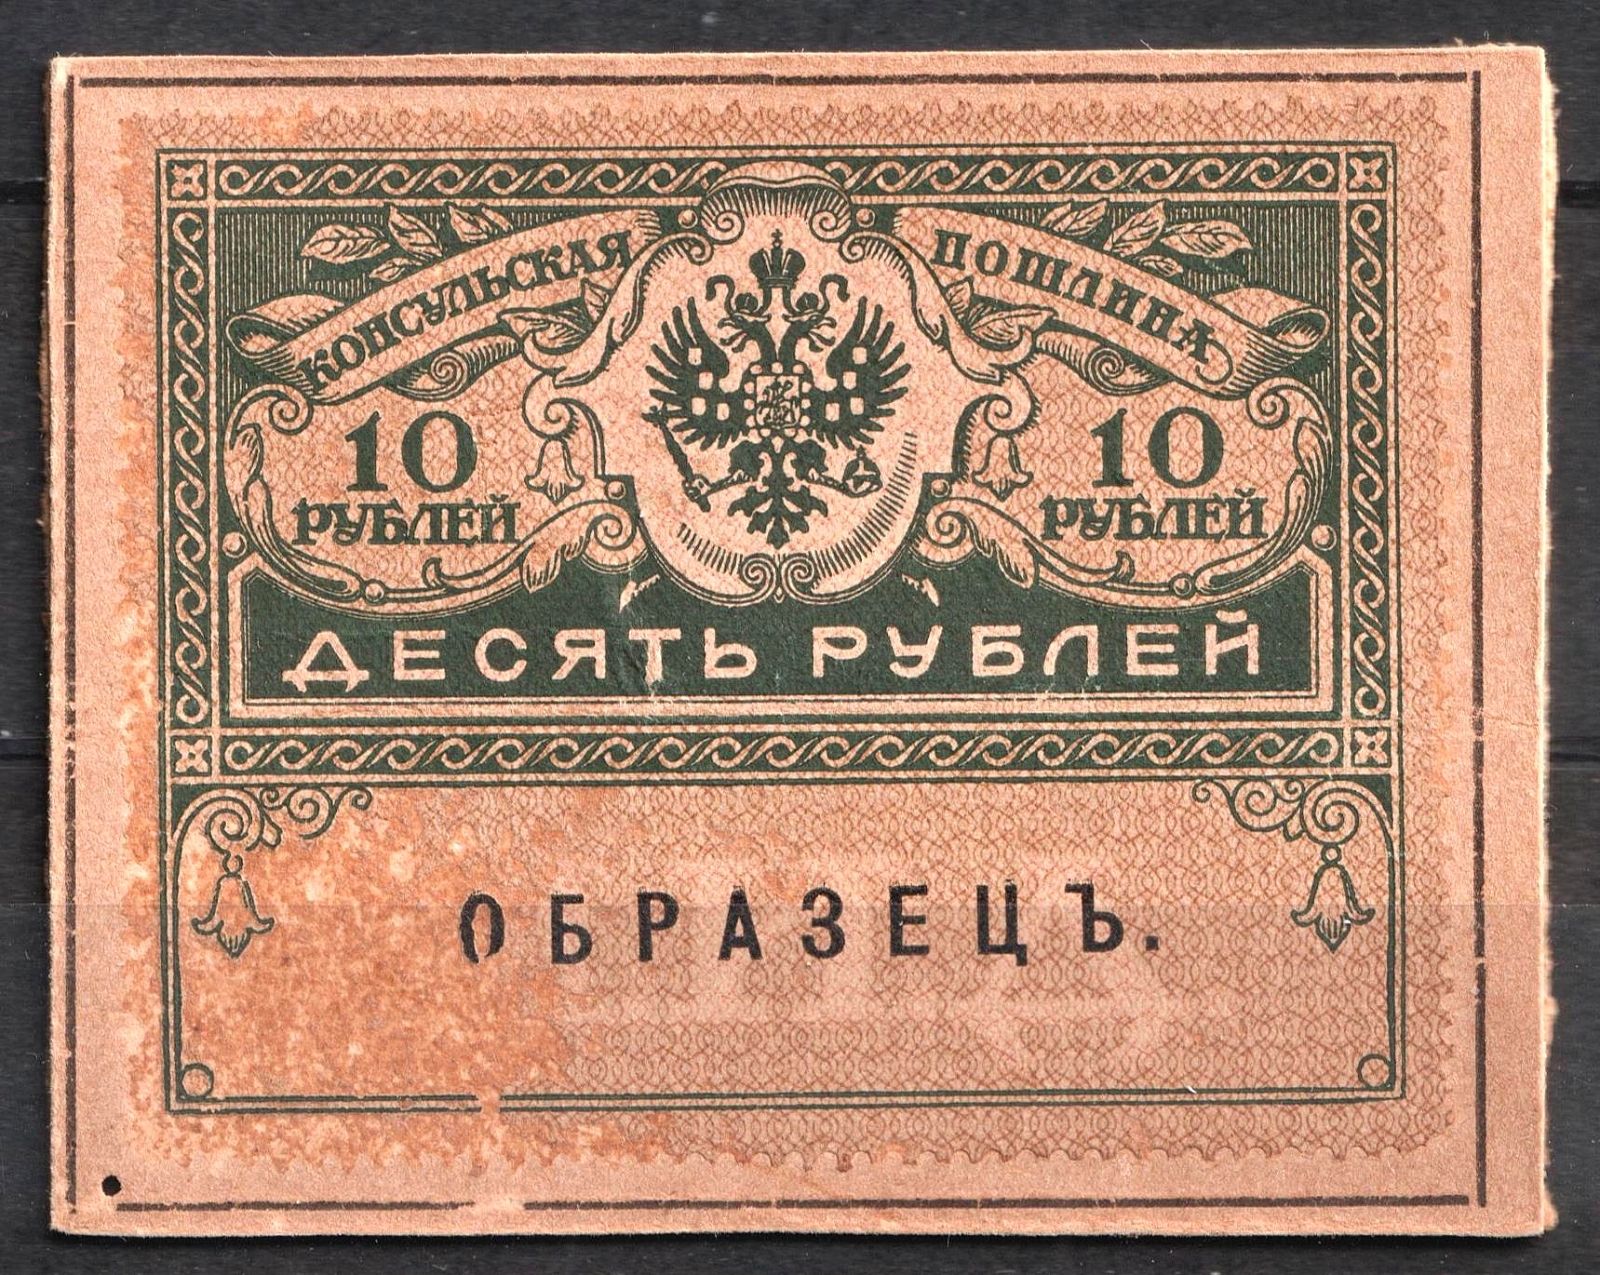 КОНСУЛЬСКАЯ ПОШЛИНА
10 10
РУБЛЕЙ РУБЛЕЙ
ДЕСЯТЬ РУБЛЕЙ
ОБРАЗЕЦЪ.